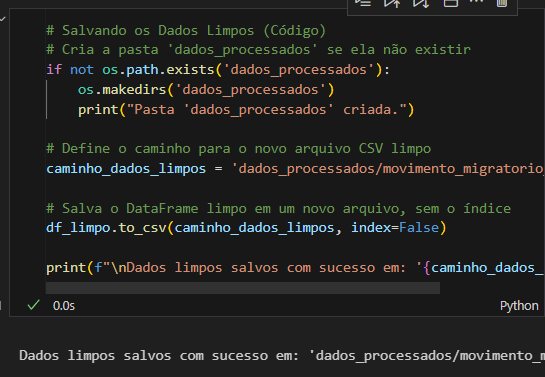 # Salvando os Dados Limpos (Código)
# Cria a pasta 'dados_processados' se ela não existir
if not os.path.exists('dados_processados'):
    os.makedirs('dados_processados')
    print("Pasta 'dados_processados' criada.")
# Define o caminho para o novo arquivo CSV limpo
caminho_dados_limpos = 'dados_processados/movimento_migratorio_
# Salva o DataFrame limpo em um novo arquivo, sem o índice
df_limpo.to_csv(caminho_dados_limpos, index=False)
print(f"\nDados limpos salvos com sucesso em: '{caminho_dados_
0.0s
Python
Dados limpos salvos com sucesso em: 'dados_processados/movimento_m